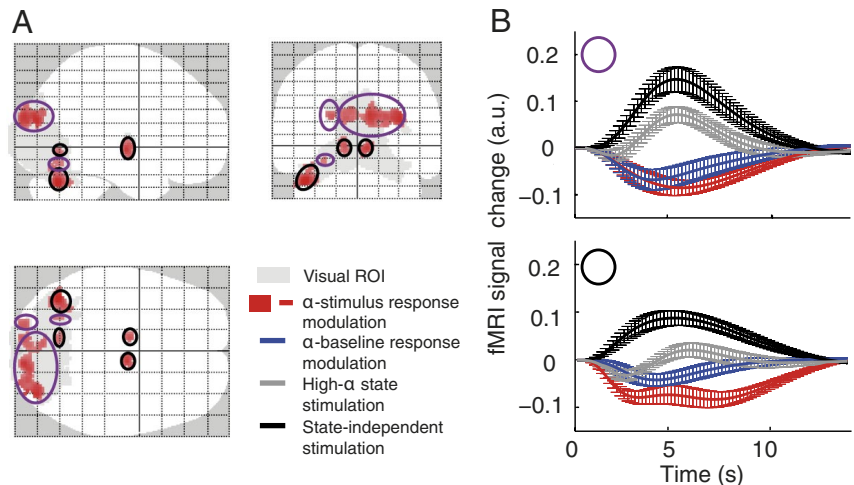 A
Visual ROI
α-stimulus response
modulation
α-baseline response
modulation
High-α state
stimulation
State-independent
stimulation
B
fMRI signal change (a.u.)
0.2
0.1
0
−0.1
0.2
0.1
0
−0.1
0
5
10
Time (s)